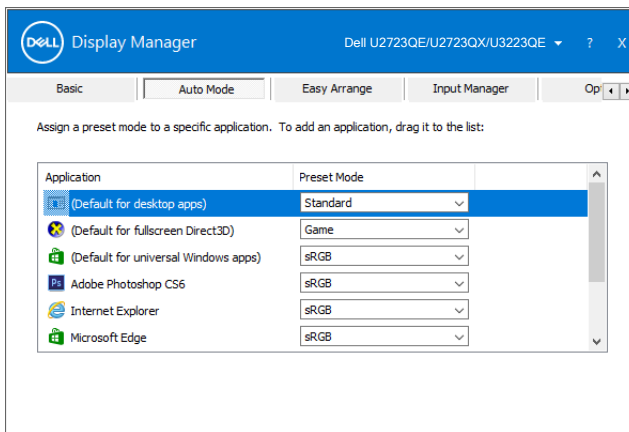 DELL Display Manager Dell U2723QE/U2723QX/U3223QE ? X
Basic Auto Mode Easy Arrange Input Manager Op
Assign a preset mode to a specific application. To add an application, drag it to the list:
Application Preset Mode
(Default for desktop apps) Standard
(Default for fullscreen Direct3D) Game
(Default for universal Windows apps) sRGB
Ps Adobe Photoshop CS6 sRGB
Internet Explorer sRGB
Microsoft Edge sRGB